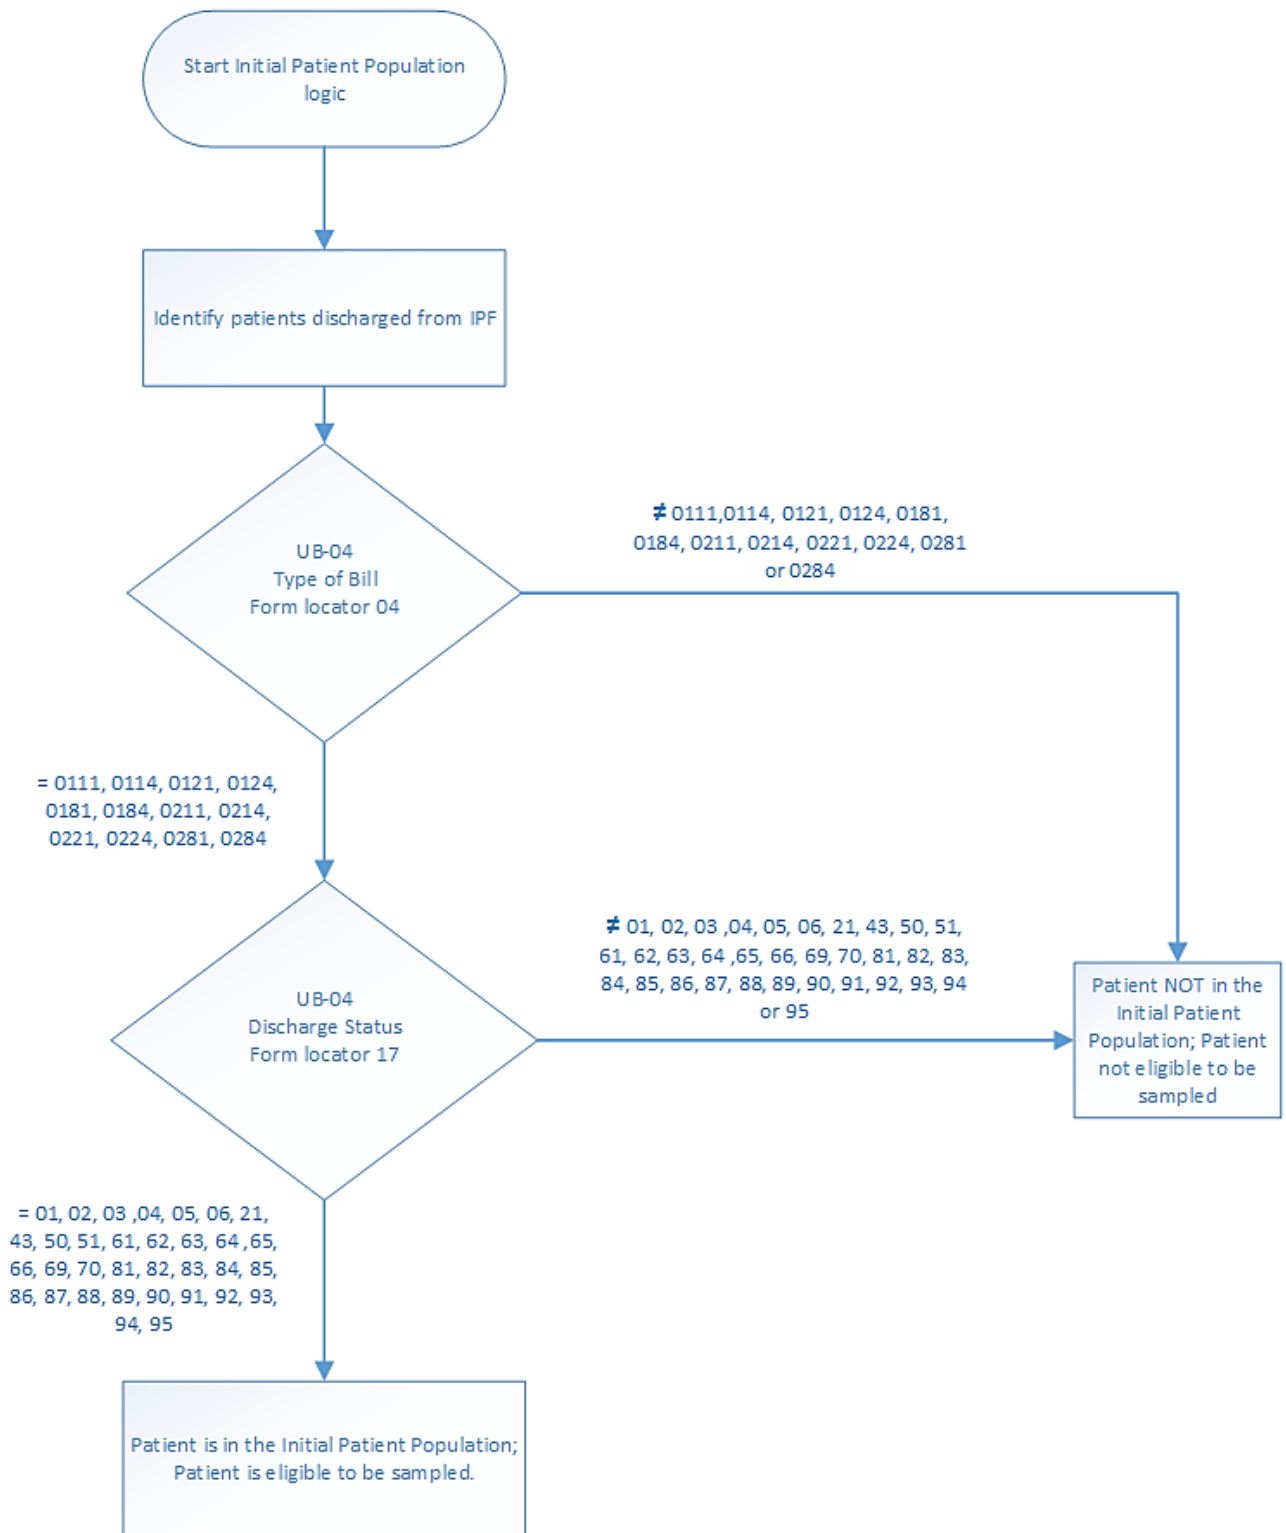 Start Initial Patient Population
logic
Identify patients discharged from IPF
UB-04
Type of Bill
Form locator 04
≠ 0111,0114, 0121, 0124, 0181,
0184, 0211, 0214, 0221, 0224, 0281
or 0284
= 0111, 0114, 0121, 0124,
0181, 0184, 0211, 0214,
0221, 0224, 0281, 0284
UB-04
Discharge Status
Form locator 17
≠ 01, 02, 03 ,04, 05, 06, 21, 43, 50, 51,
61, 62, 63, 64 ,65, 66, 69, 70, 81, 82, 83,
84, 85, 86, 87, 88, 89, 90, 91, 92, 93, 94
or 95
Patient NOT in the
Initial Patient
Population; Patient
not eligible to be
sampled
= 01, 02, 03 ,04, 05, 06, 21,
43, 50, 51, 61, 62, 63, 64 ,65,
66, 69, 70, 81, 82, 83, 84, 85,
86, 87, 88, 89, 90, 91, 92, 93,
94, 95
Patient is in the Initial Patient Population;
Patient is eligible to be sampled.